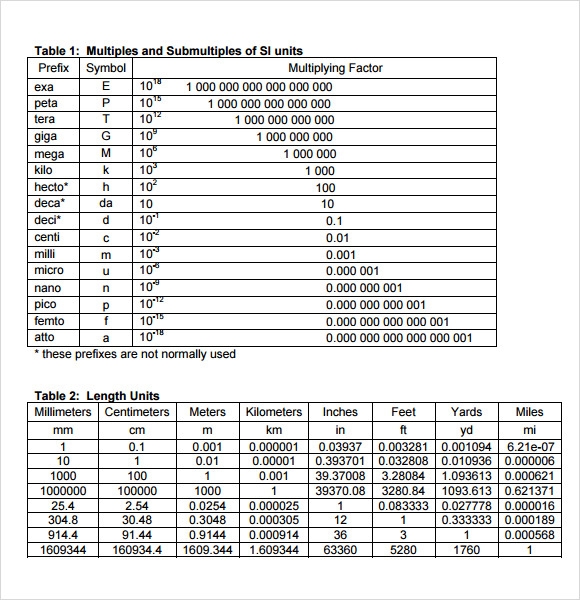 Table 1: Multiples and Submultiples of SI units
Prefix Symbol Multiplying Factor
exa E 10^18 1 000 000 000 000 000 000
peta P 10^15 1 000 000 000 000 000
tera T 10^12 1 000 000 000 000
giga G 10^9 1 000 000 000
mega M 10^6 1 000 000
kilo k 10^3 1 000
hecto* h 10^2 100
deca* da 10 10
deci* d 10^-1 0.1
centi c 10^-2 0.01
milli m 10^-3 0.001
micro u 10^-6 0.000 001
nano n 10^-9 0.000 000 001
pico p 10^-12 0.000 000 000 001
femto f 10^-15 0.000 000 000 000 001
atto a 10^-18 0.000 000 000 000 000 001
* these prefixes are not normally used
Table 2: Length Units
Millimeters Centimeters Meters Kilometers Inches Feet Yards Miles
mm cm m km in ft yd mi
1 0.1 0.001 0.000001 0.03937 0.003281 0.001094 6.21e-07
10 1 0.01 0.00001 0.393701 0.032808 0.010936 0.000006
1000 100 1 0.001 39.37008 3.28084 1.093613 0.000621
1000000 100000 1000 1 39370.08 3280.84 1093.613 0.621371
25.4 2.54 0.0254 0.000025 1 0.083333 0.027778 0.000016
304.8 30.48 0.3048 0.000305 12 1 0.333333 0.000189
914.4 91.44 0.9144 0.000914 36 3 1 0.000568
1609344 160934.4 1609.344 1.609344 63360 5280 1760 1